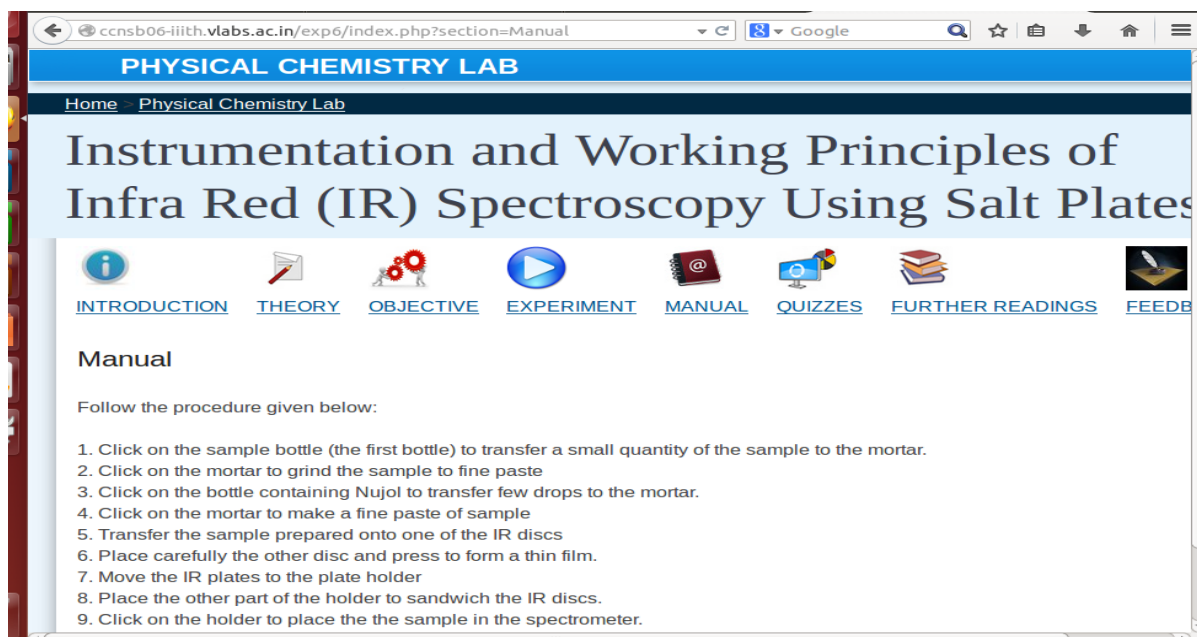 ccnsb06-iiith.vlabs.ac.in/exp6/index.php?section=Manual
8 Google
PHYSICAL CHEMISTRY LAB
Home > Physical Chemistry Lab
Instrumentation and Working Principles of
Infra Red (IR) Spectroscopy Using Salt Plates
@
INTRODUCTION THEORY OBJECTIVE EXPERIMENT MANUAL QUIZZES FURTHER READINGS FEEDB
Manual
Follow the procedure given below:
1. Click on the sample bottle (the first bottle) to transfer a small quantity of the sample to the mortar.
2. Click on the mortar to grind the sample to fine paste
3. Click on the bottle containing Nujol to transfer few drops to the mortar.
4. Click on the mortar to make a fine paste of sample
5. Transfer the sample prepared onto one of the IR discs
6. Place carefully the other disc and press to form a thin film.
7. Move the IR plates to the plate holder
8. Place the other part of the holder to sandwich the IR discs.
9. Click on the holder to place the the sample in the spectrometer.